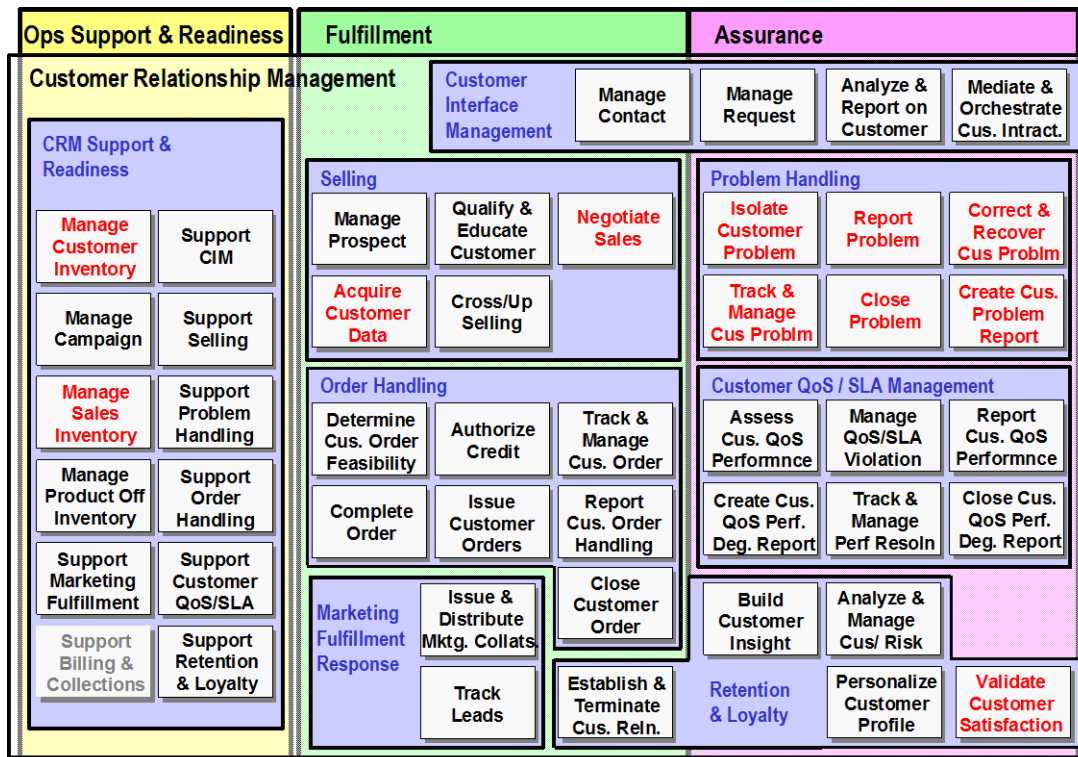 Ops Support & Readiness
Fulfillment
Assurance
Customer Relationship Management
Customer
Interface
Management
Manage
Contact
Manage
Request
Analyze &
Report on
Customer
Mediate &
Orchestrate
Cus. Intract.
CRM Support &
Readiness
Manage
Customer
Inventory
Support
CIM
Manage
Campaign
Support
Selling
Manage
Sales
Inventory
Support
Problem
Handling
Manage
Product Off
Inventory
Support
Order
Handling
Support
Marketing
Fulfillment
Support
Customer
QoS/SLA
Support
Billing &
Collections
Support
Retention
& Loyalty
Selling
Manage
Prospect
Qualify &
Educate
Customer
Negotiate
Sales
Acquire
Customer
Data
Cross/Up
Selling
Order Handling
Determine
Cus. Order
Feasibility
Authorize
Credit
Track &
Manage
Cus. Order
Complete
Order
Issue
Customer
Orders
Report
Cus. Order
Handling
Close
Customer
Order
Marketing
Fulfillment
Response
Issue &
Distribute
Mktg. Collats.
Track
Leads
Problem Handling
Isolate
Customer
Problem
Report
Problem
Correct &
Recover
Cus Problm
Track &
Manage
Cus Problm
Close
Problem
Create Cus.
Problem
Report
Customer QoS / SLA Management
Assess
Cus. QoS
Performnce
Manage
QoS/SLA
Violation
Report
Cus. QoS
Performnce
Create Cus.
QoS Perf.
Deg. Report
Track &
Manage
Perf Resoln
Close Cus.
QoS Perf.
Deg. Report
Retention
& Loyalty
Build
Customer
Insight
Analyze &
Manage
Cus/ Risk
Establish &
Terminate
Cus. Reln.
Personalize
Customer
Profile
Validate
Customer
Satisfaction